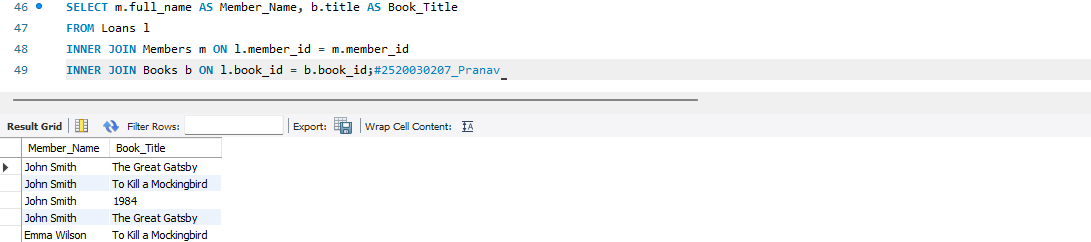 46 SELECT m.full_name AS Member_Name, b.title AS Book_Title
47 FROM Loans l
48 INNER JOIN Members m ON l.member_id = m.member_id
49 INNER JOIN Books b ON l.book_id = b.book_id;#2520030207_Pranav
Result Grid Filter Rows: Export: Wrap Cell Content: IA
Member_Name Book_Title
John Smith The Great Gatsby
John Smith To Kill a Mockingbird
John Smith 1984
John Smith The Great Gatsby
Emma Wilson To Kill a Mockingbird